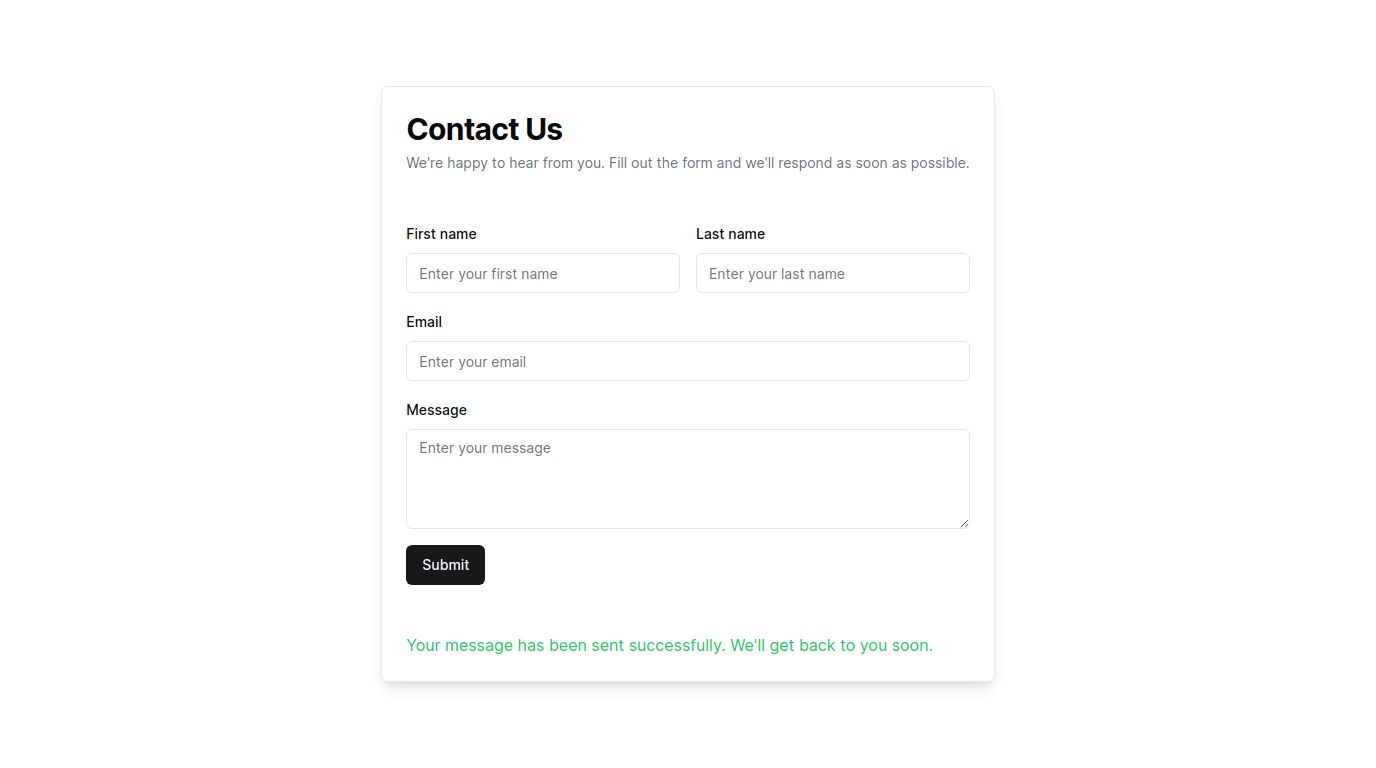 Contact Us
We're happy to hear from you. Fill out the form and we'll respond as soon as possible.
First name
Last name
Enter your first name
Enter your last name
Email
Enter your email
Message
Enter your message
Submit
Your message has been sent successfully. We'll get back to you soon.